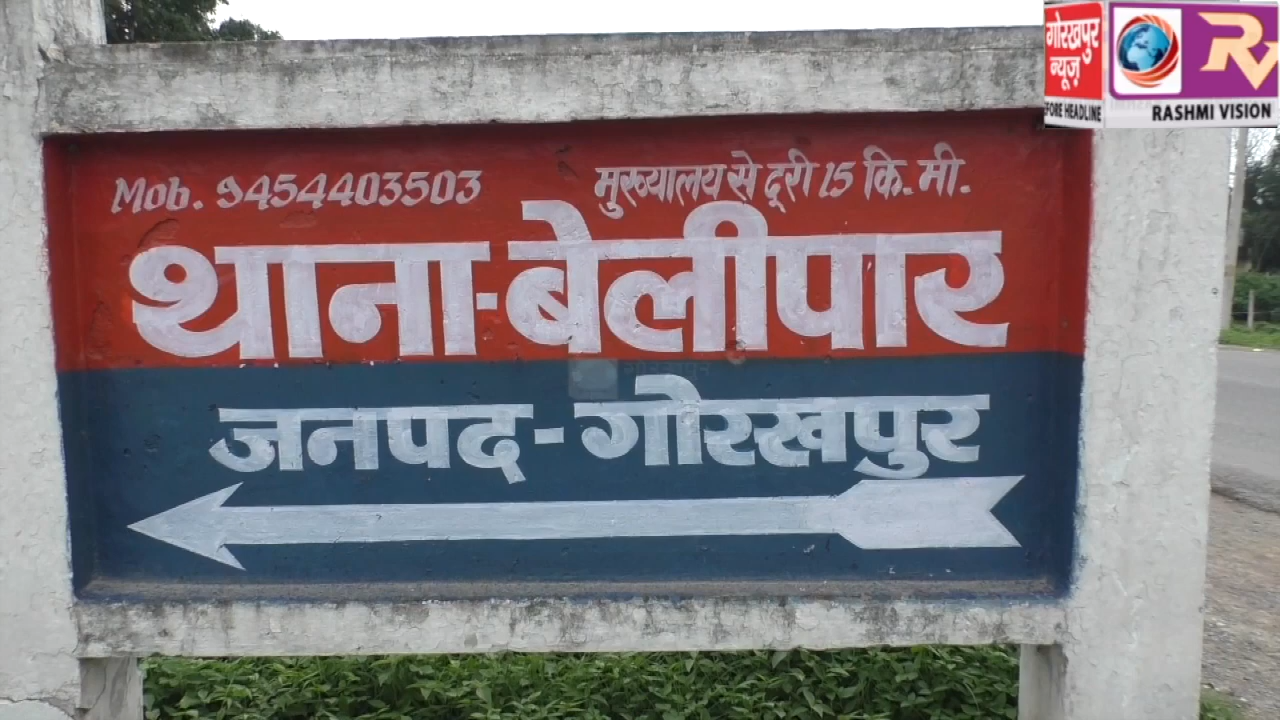 गोरखपुर
न्यूज़
RASHMI VISION
Mob. 9454403503 मुख्यालय से दूरी 15 कि. मी.
थाना-बेलीपार
जनपद-गोरखपुर